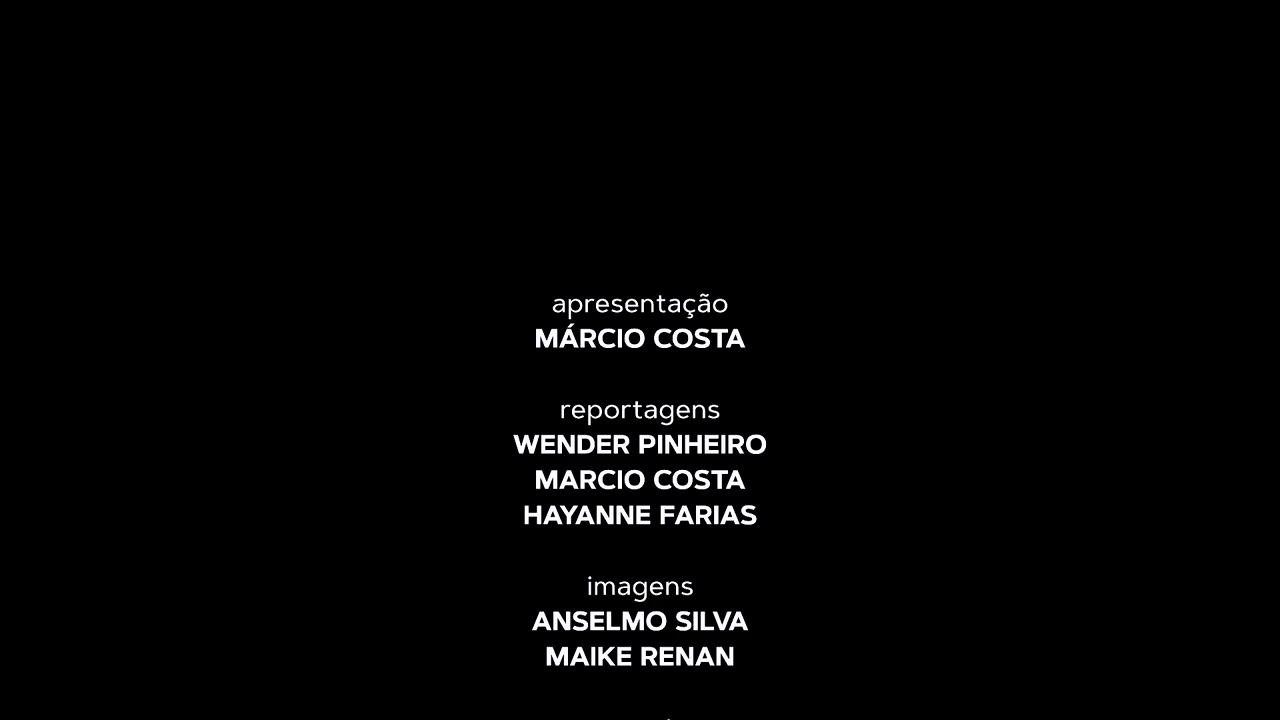 apresentação
MÁRCIO COSTA
reportagens
WENDER PINHEIRO
MARCIO COSTA
HAYANNE FARIAS
imagens
ANSELMO SILVA
MAIKE RENAN